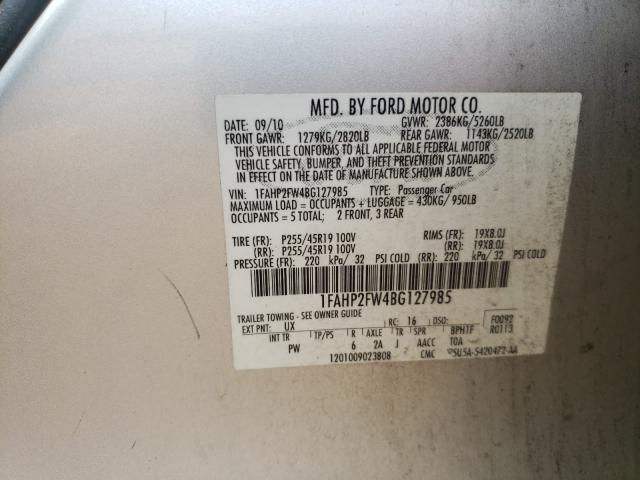 MFD. BY FORD MOTOR CO.
DATE: 09/10 GVWR: 2386KG/5260LB
FRONT GAWR: 1279KG/2820LB REAR GAWR: 1143KG/2520LB
THIS VEHICLE CONFORMS TO ALL APPLICABLE FEDERAL MOTOR
VEHICLE SAFETY, BUMPER, AND THEFT PREVENTION STANDARDS
IN EFFECT ON THE DATE OF MANUFACTURE SHOWN ABOVE.
VIN: 1FAHP2FW4BG127985 TYPE: Passenger Car
MAXIMUM LOAD = OCCUPANTS + LUGGAGE = 430KG/950LB
OCCUPANTS: 5 TOTAL; 2 FRONT, 3 REAR
TIRE (FR): P255/45R19 100V RIMS (FR): 19X8.0J
(RR): P255/45R19 100V (RR): 19X8.0J
PRESSURE (FR): 220 kPa/ 32 PSI COLD (RR): 220 kPa/ 32 PSI COLD
1FAHP2FW4BG127985
TRAILER TOWING - SEE OWNER GUIDE
EXT PNT: UX RC: 16 DSO: F0092
INT TR TP/PS R AXLE TR SPR BPHTF R0113
PW 6 2A J AACC TOA
1201009023808 CMC 5U5A-5420472-AA